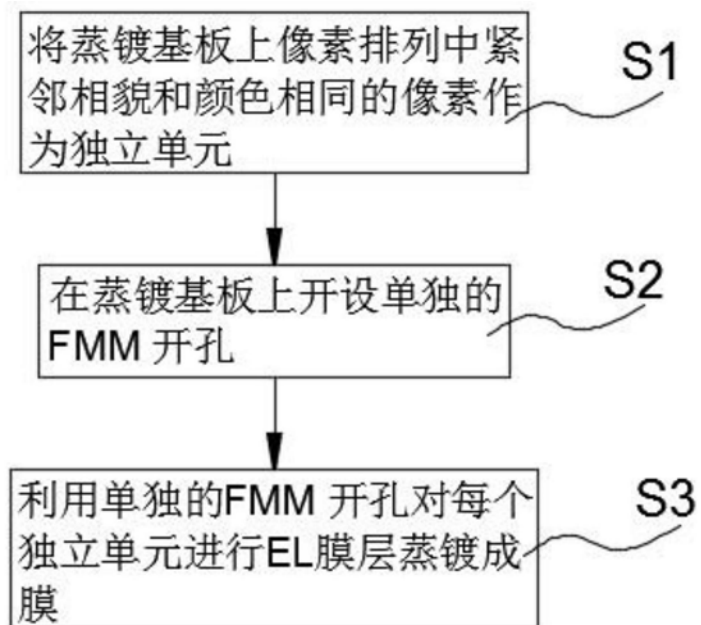 将蒸镀基板上像素排列中紧
邻相貌和颜色相同的像素作
为独立单元
S1
在蒸镀基板上开设单独的
FMM 开孔
S2
利用单独的FMM 开孔对每个
独立单元进行EL膜层蒸镀成
膜
S3